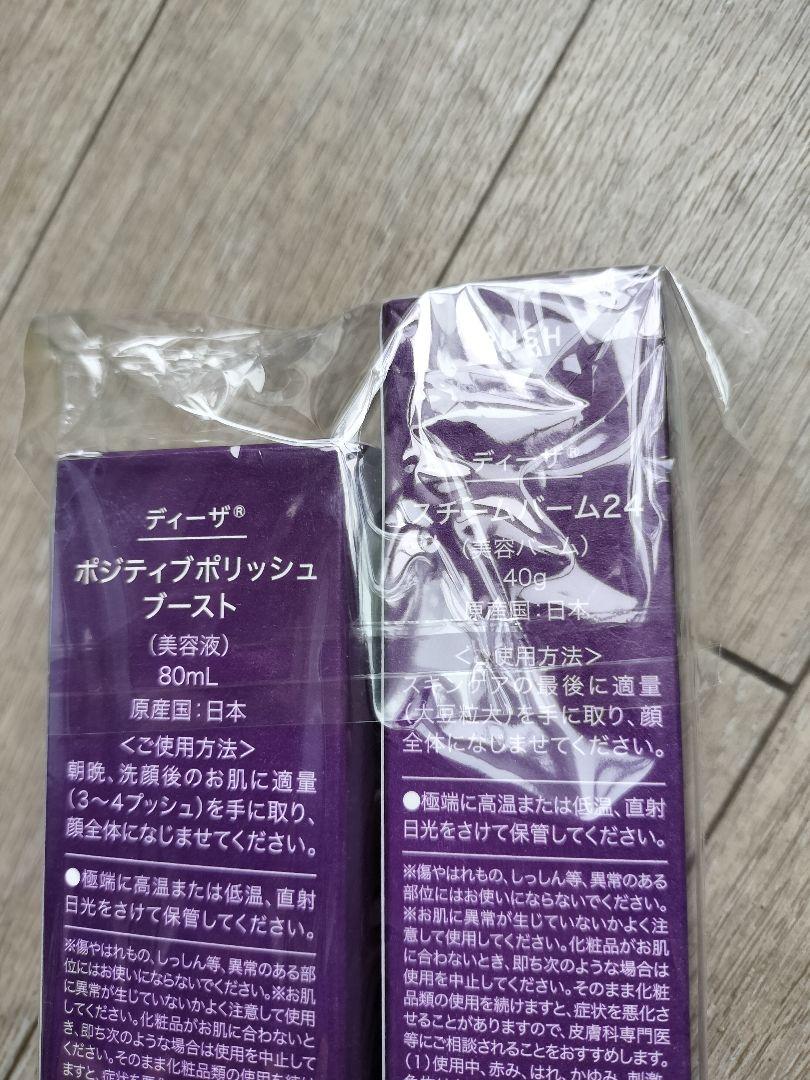 ディーザ®
ポジティブポリッシュ
ブースト
（美容液）
80mL
原産国：日本
＜ご使用方法＞
朝晩、洗顔後のお肌に適量
（3〜4プッシュ）を手に取り、
顔全体になじませてください。
●極端に高温または低温、直射
日光をさけて保管してください。
※傷やはれもの、しっしん等、異常のある部
位にはお使いにならないでください。※お肌
に異常が生じていないかよく注意して使用
してください。化粧品がお肌に合わないと
き、即ち次のような場合は使用を中止して
ください。そのまま化粧品類の使用を続け
ますと、症状を悪化
ディーザ®
スチームバーム24
（美容バーム）
40g
原産国：日本
＜ご使用方法＞
スキンケアの最後に適量
（大豆粒大）を手に取り、顔
全体になじませてください。
●極端に高温または低温、直射
日光をさけて保管してください。
※傷やはれもの、しっしん等、異常のある
部位にはお使いにならないでください。
※お肌に異常が生じていないかよく注
意して使用してください。化粧品がお肌
に合わないとき、即ち次のような場合は
使用を中止してください。そのまま化粧
品類の使用を続けますと、症状を悪化さ
せることがありますので、皮膚科専門医
等にご相談されることをおすすめします。
（1）使用中、赤み、はれ、かゆみ、刺激、